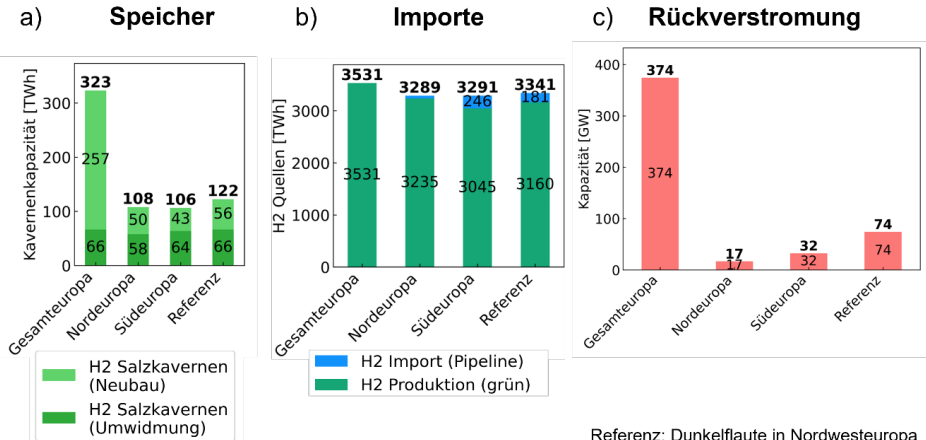 a) Speicher
Kavernenkapazität [TWh]
300
200
100
0
323
257
66
108
50
58
106
43
64
122
56
66
Gesamteuropa
Nordeuropa
Südeuropa
Referenz
H2 Salzkavernen
(Neubau)
H2 Salzkavernen
(Umwidmung)
b) Importe
H2 Quellen [TWh]
3000
2000
1000
0
3531
3531
3289
3235
3291
246
3045
3341
181
3160
Gesamteuropa
Nordeuropa
Südeuropa
Referenz
H2 Import (Pipeline)
H2 Produktion (grün)
c) Rückverstromung
Kapazität [GW]
400
300
200
100
0
374
374
17
17
32
32
74
74
Gesamteuropa
Nordeuropa
Südeuropa
Referenz
Referenz: Dunkelflaute in Nordwesteuropa